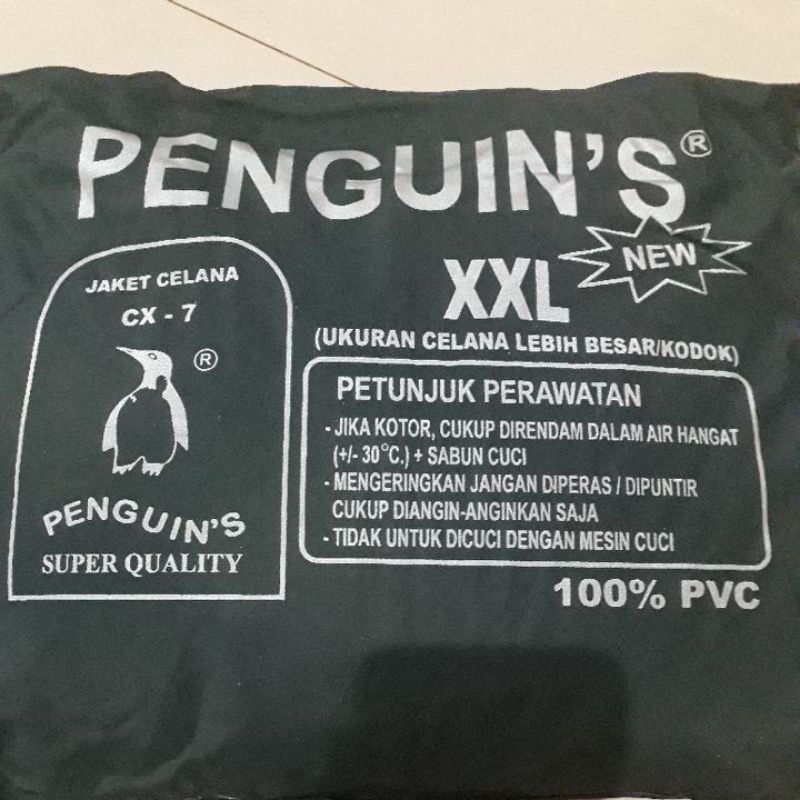 PENGUIN'S®
JAKET CELANA
CX - 7
®
PENGUIN'S
SUPER QUALITY
XXL
NEW
(UKURAN CELANA LEBIH BESAR/KODOK)
PETUNJUK PERAWATAN
- JIKA KOTOR, CUKUP DIRENDAM DALAM AIR HANGAT
(+/- 30°C.) + SABUN CUCI
- MENGERINGKAN JANGAN DIPERAS / DIPUNTIR
CUKUP DIANGIN-ANGINKAN SAJA
- TIDAK UNTUK DICUCI DENGAN MESIN CUCI
100% PVC